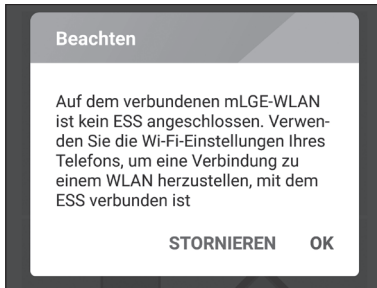 Beachten
Auf dem verbundenen mLGE-WLAN
ist kein ESS angeschlossen. Verwen-
den Sie die Wi-Fi-Einstellungen Ihres
Telefons, um eine Verbindung zu
einem WLAN herzustellen, mit dem
ESS verbunden ist
STORNIEREN OK